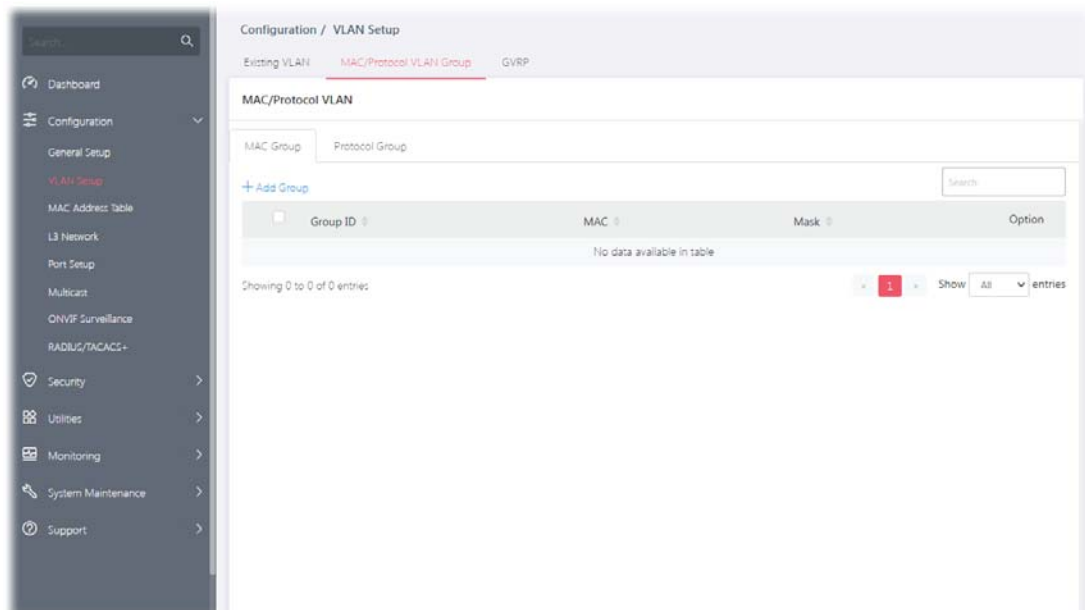 Search...
Dashboard
Configuration
General Setup
VLAN Setup
MAC Address Table
L3 Network
Port Setup
Multicast
ONVIF Surveillance
RADIUS/TACACS+
Security
Utilities
Monitoring
System Maintenance
Support
Configuration / VLAN Setup
Existing VLAN MAC/Protocol VLAN Group GVRP
MAC/Protocol VLAN
MAC Group Protocol Group
+ Add Group
Search
Group ID MAC Mask Option
No data available in table
Showing 0 to 0 of 0 entries
« 1 » Show All entries